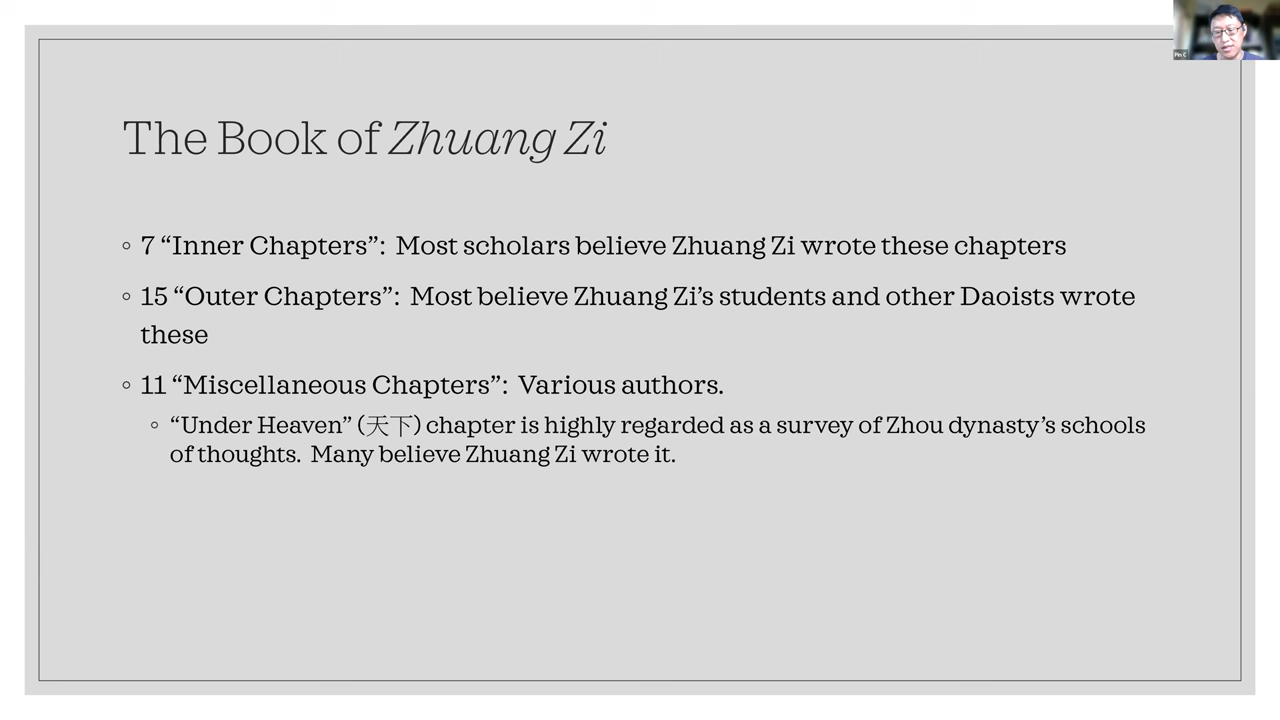 The Book of Zhuang Zi
◦ 7 “Inner Chapters”:  Most scholars believe Zhuang Zi wrote these chapters
◦ 15 “Outer Chapters”:  Most believe Zhuang Zi’s students and other Daoists wrote
these
◦ 11 “Miscellaneous Chapters”:  Various authors.
◦ “Under Heaven” (天下) chapter is highly regarded as a survey of Zhou dynasty’s schools
of thoughts.  Many believe Zhuang Zi wrote it.
Pin C